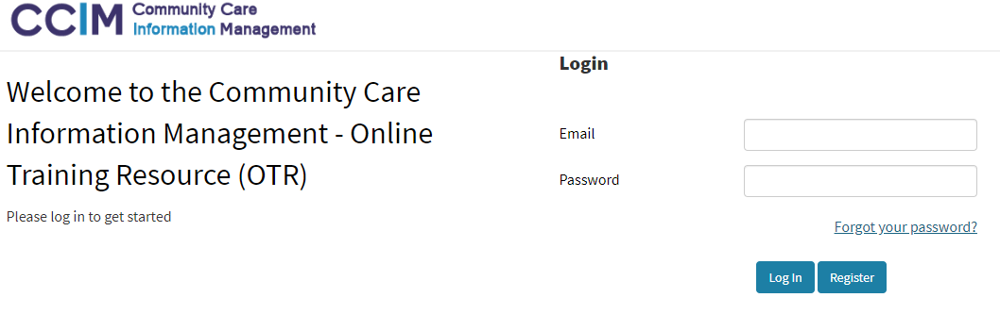 CCIM Community Care
Information Management
Login
Welcome to the Community Care
Information Management - Online
Training Resource (OTR)
Please log in to get started
Email
Password
Forgot your password?
Log In Register